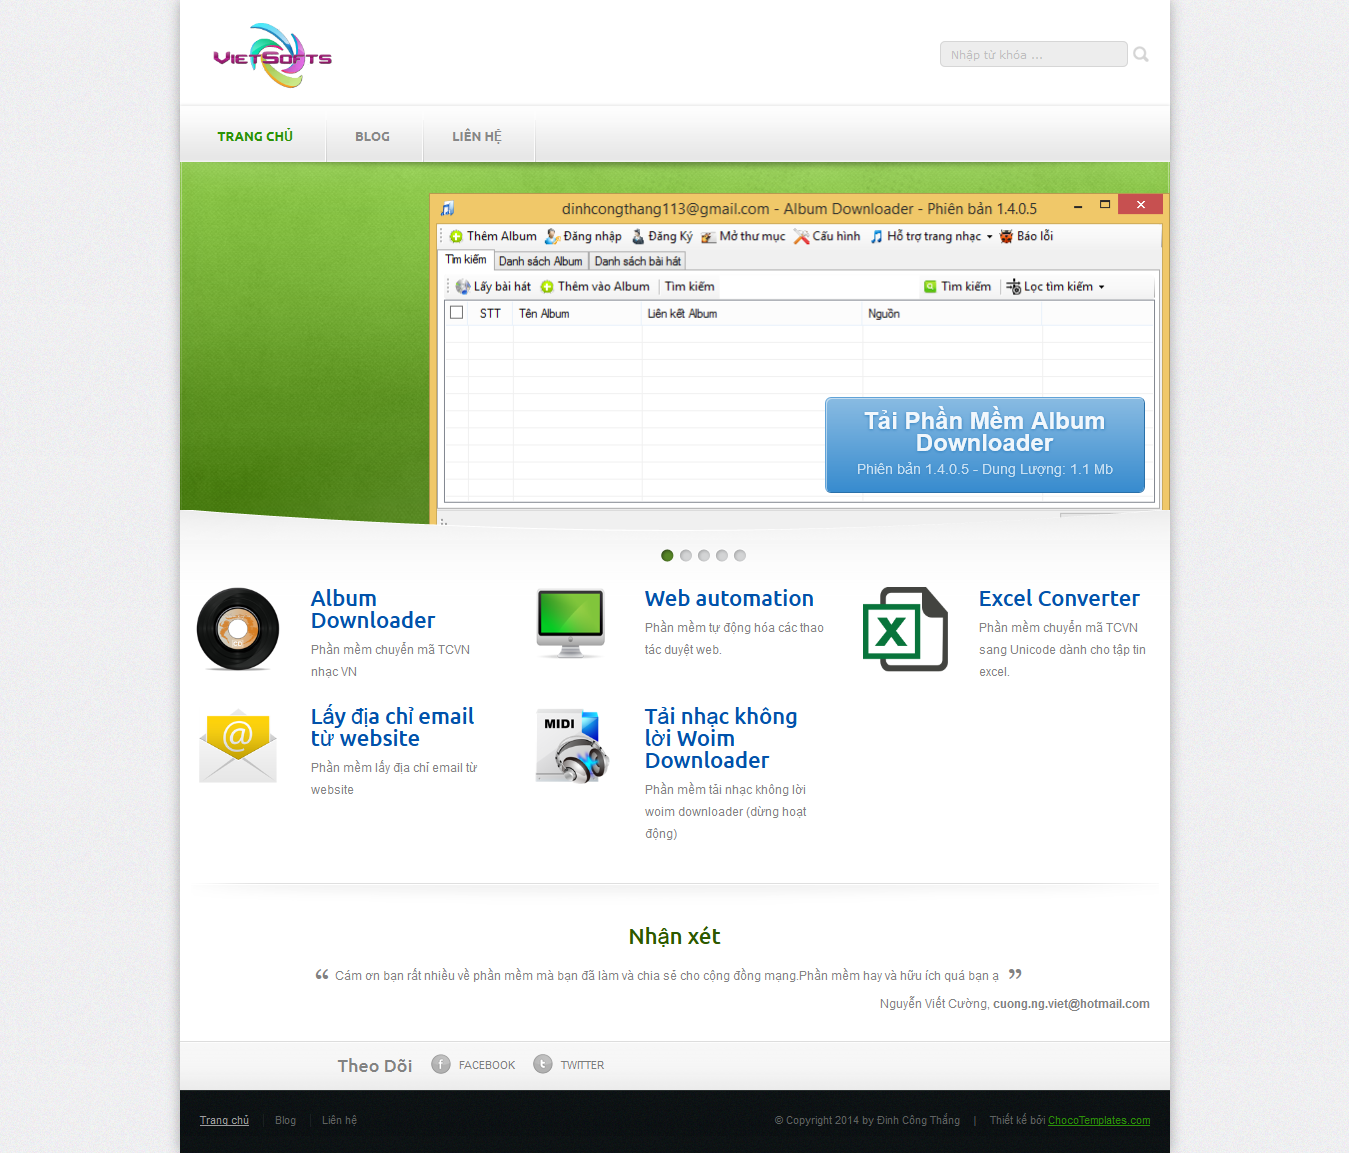 VIETSOFTS
Nhập từ khóa ...
TRANG CHỦ
BLOG
LIÊN HỆ
dinhcongthang113@gmail.com - Album Downloader - Phiên bản 1.4.0.5
Thêm Album Đăng nhập Đăng Ký Mở thư mục Cấu hình Hỗ trợ trang nhạc Báo lỗi
Tìm kiếm Danh sách Album Danh sách bài hát
Lấy bài hát Thêm vào Album Tìm kiếm Tìm kiếm Lọc tìm kiếm
STT Tên Album Liên kết Album Nguồn
Tải Phần Mềm Album
Downloader
Phiên bản 1.4.0.5 - Dung Lượng: 1.1 Mb
Album
Downloader
Phần mềm chuyển mã TCVN
nhạc VN
Web automation
Phần mềm tự động hóa các thao
tác duyệt web.
Excel Converter
Phần mềm chuyển mã TCVN
sang Unicode dành cho tập tin
excel.
X
@
Lấy địa chỉ email
từ website
Phần mềm lấy địa chỉ email từ
website
MIDI
Tải nhạc không
lời Woim
Downloader
Phần mềm tải nhạc không lời
woim downloader (dừng hoạt
động)
Nhận xét
“ Cám ơn bạn rất nhiều về phần mềm mà bạn đã làm và chia sẽ cho cộng đồng mạng.Phần mềm hay và hữu ích quá bạn ạ ”
Nguyễn Viết Cường, cuong.ng.viet@hotmail.com
Theo Dõi FACEBOOK TWITTER
Trang chủ Blog Liên hệ
© Copyright 2014 by Đinh Công Thắng | Thiết kế bới ChocoTemplates.com